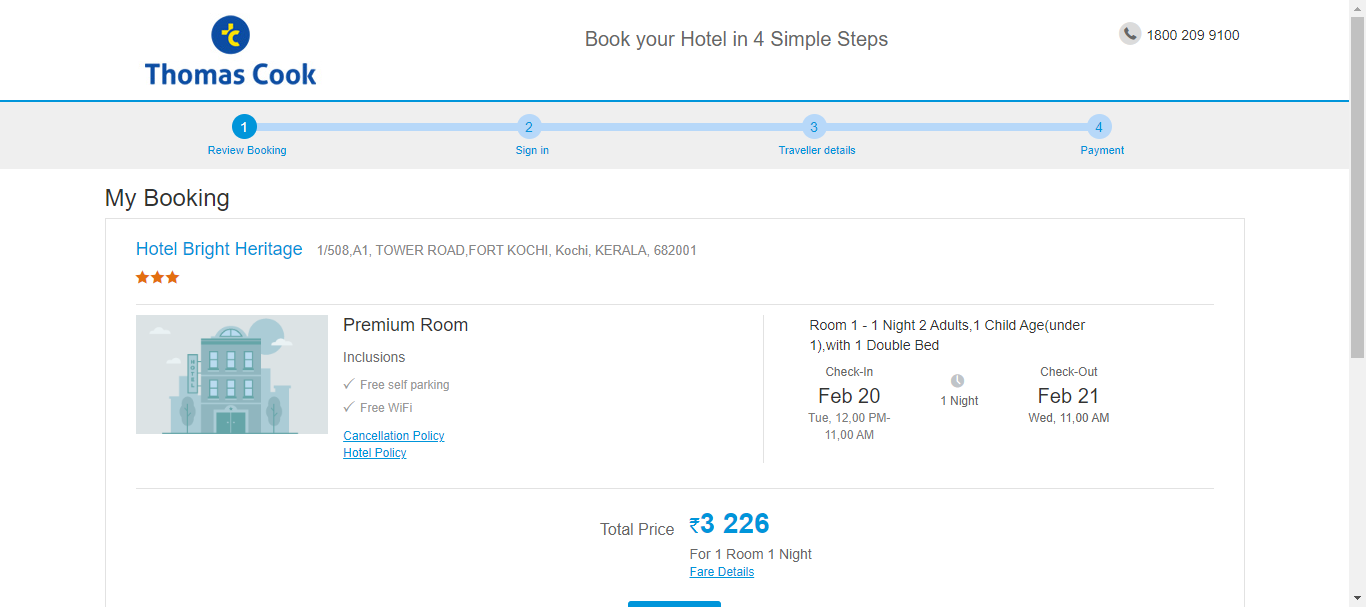 Thomas Cook
Book your Hotel in 4 Simple Steps
1800 209 9100
1
2
3
4
Review Booking
Sign in
Traveller details
Payment
My Booking
Hotel Bright Heritage
1/508,A1, TOWER ROAD,FORT KOCHI, Kochi, KERALA, 682001
HOTEL
Premium Room
Inclusions
Free self parking
Free WiFi
Cancellation Policy
Hotel Policy
Room 1 - 1 Night 2 Adults,1 Child Age(under
1),with 1 Double Bed
Check-In
Feb 20
Tue, 12,00 PM-
11,00 AM
1 Night
Check-Out
Feb 21
Wed, 11,00 AM
Total Price
₹3 226
For 1 Room 1 Night
Fare Details